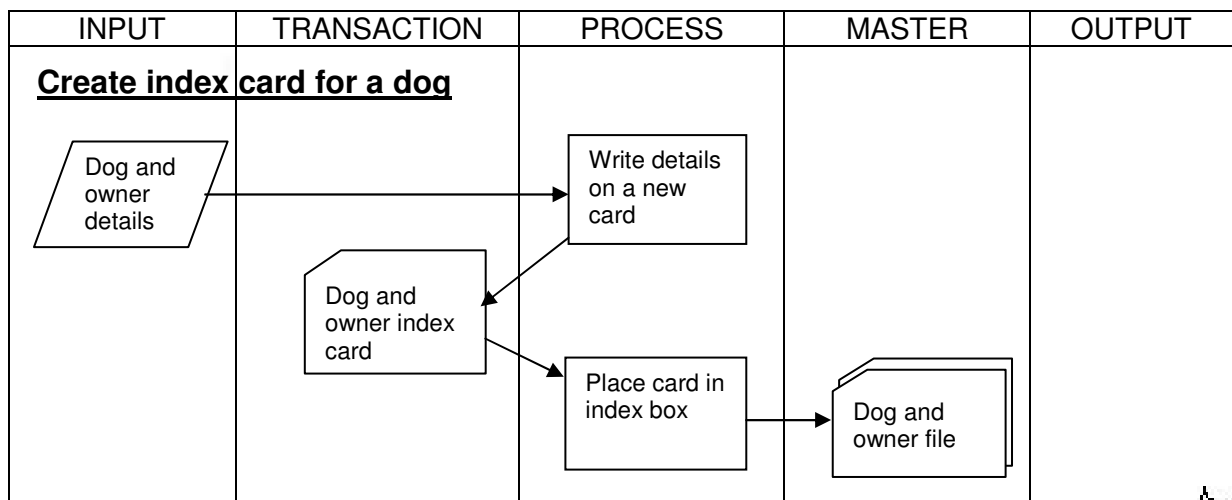 INPUT TRANSACTION PROCESS MASTER OUTPUT
Create index card for a dog
Dog and
owner
details
Write details
on a new
card
Dog and
owner index
card
Place card in
index box
Dog and
owner file